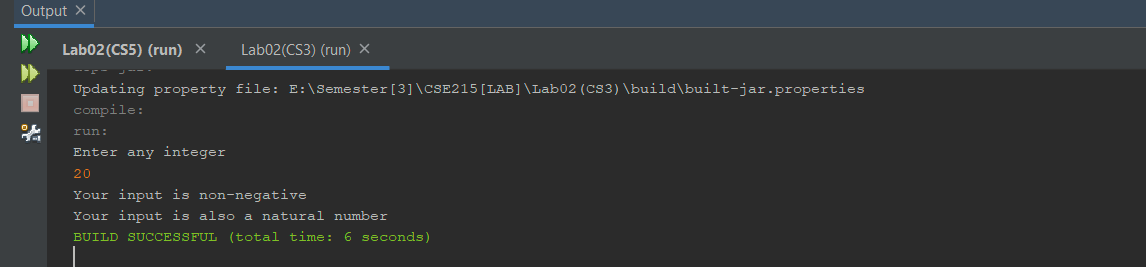 Output
Lab02(CS5) (run) Lab02(CS3) (run)
Updating property file: E:\Semester[3]\CSE215[LAB]\Lab02(CS3)\build\built-jar.properties
compile:
run:
Enter any integer
20
Your input is non-negative
Your input is also a natural number
BUILD SUCCESSFUL (total time: 6 seconds)